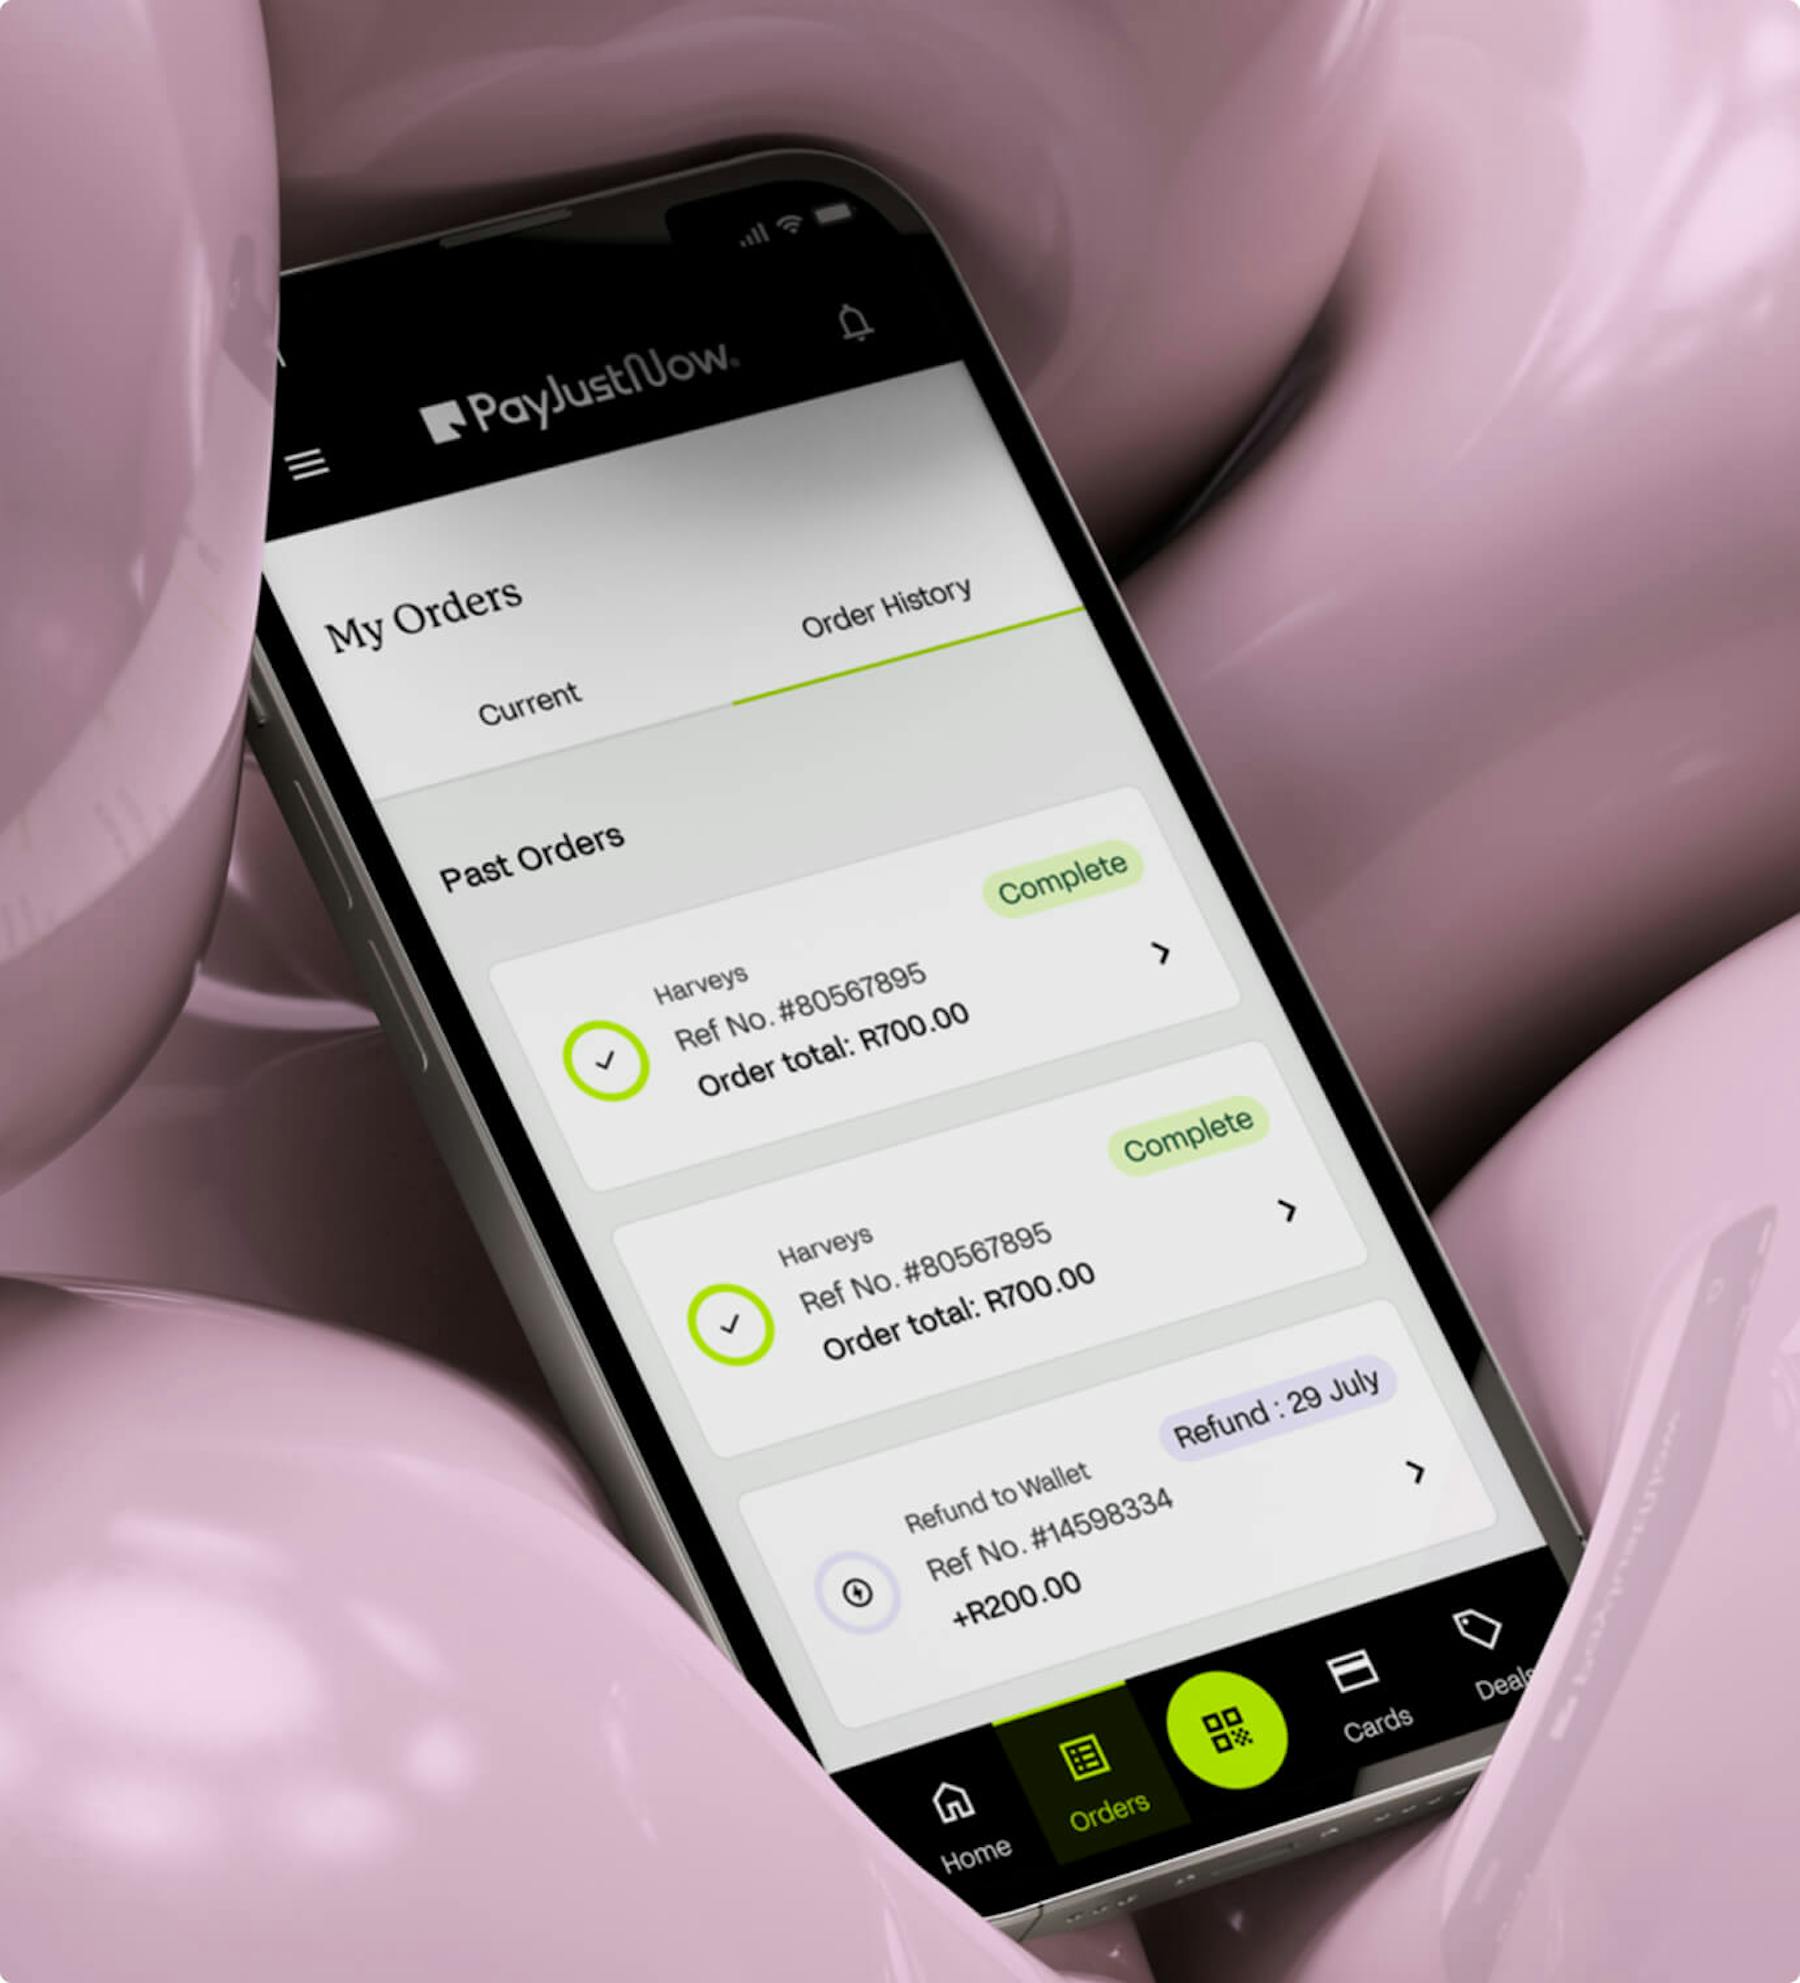 PayJustNow
My Orders
Current
Order History
Past Orders
Complete
Harveys
Ref No. #80567895
Order total: R700.00
Complete
Harveys
Ref No. #80567895
Order total: R700.00
Refund : 29 July
Refund to Wallet
Ref No. #14598334
+R200.00
Home
Orders
Cards
Deals